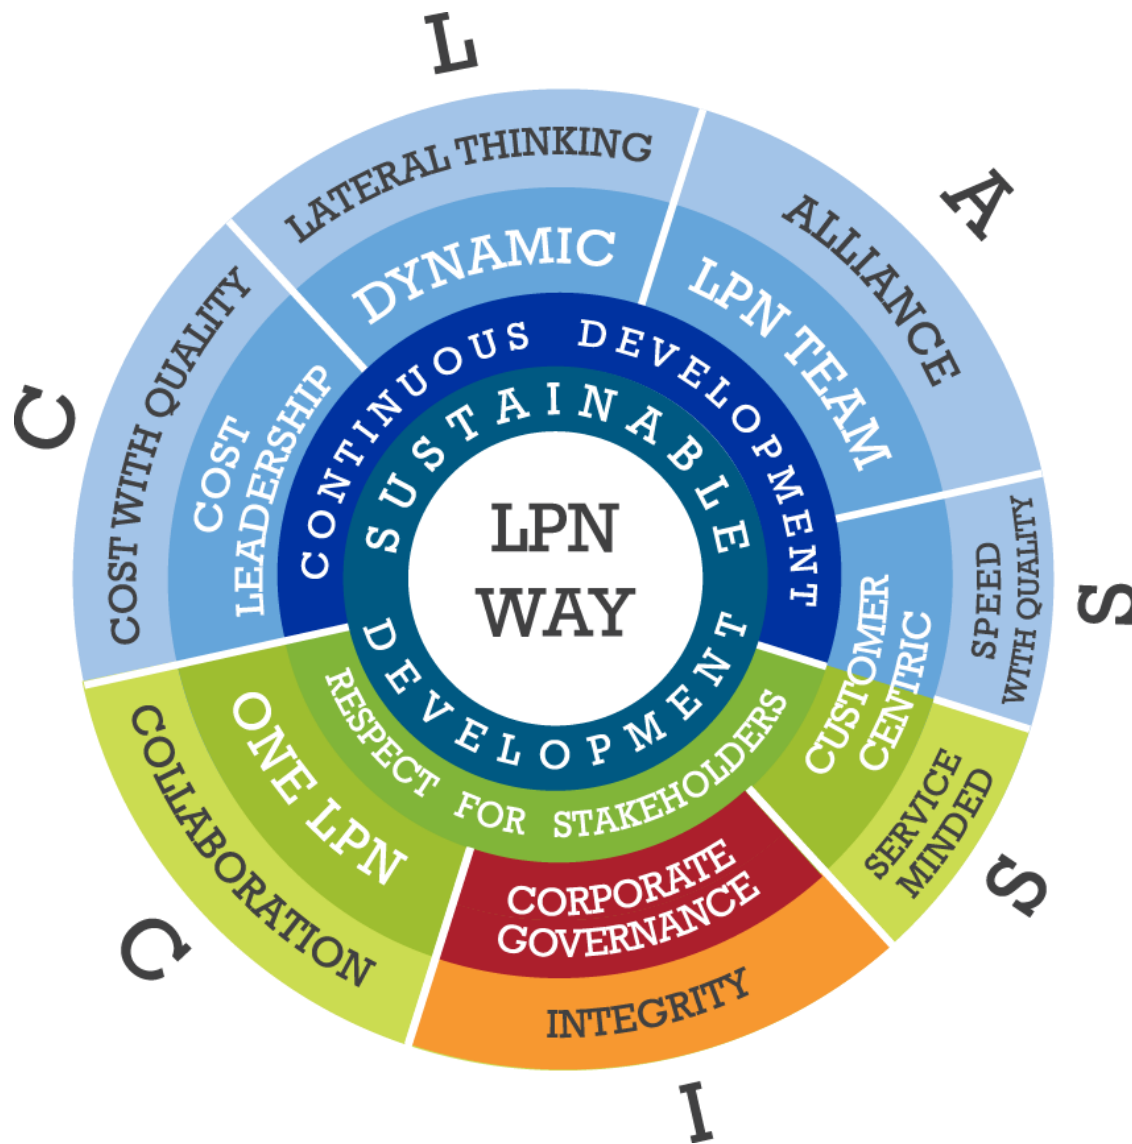 C
L
A
S
S
I
C
COST WITH QUALITY
LATERAL THINKING
ALLIANCE
SPEED
WITH QUALITY
SERVICE
MINDED
INTEGRITY
COLLABORATION
COST
LEADERSHIP
DYNAMIC
LPN TEAM
CUSTOMER
CENTRIC
CORPORATE
GOVERNANCE
ONE LPN
CONTINUOUS DEVELOPMENT
RESPECT FOR STAKEHOLDERS
SUSTAINABLE
DEVELOPMENT
LPN
WAY